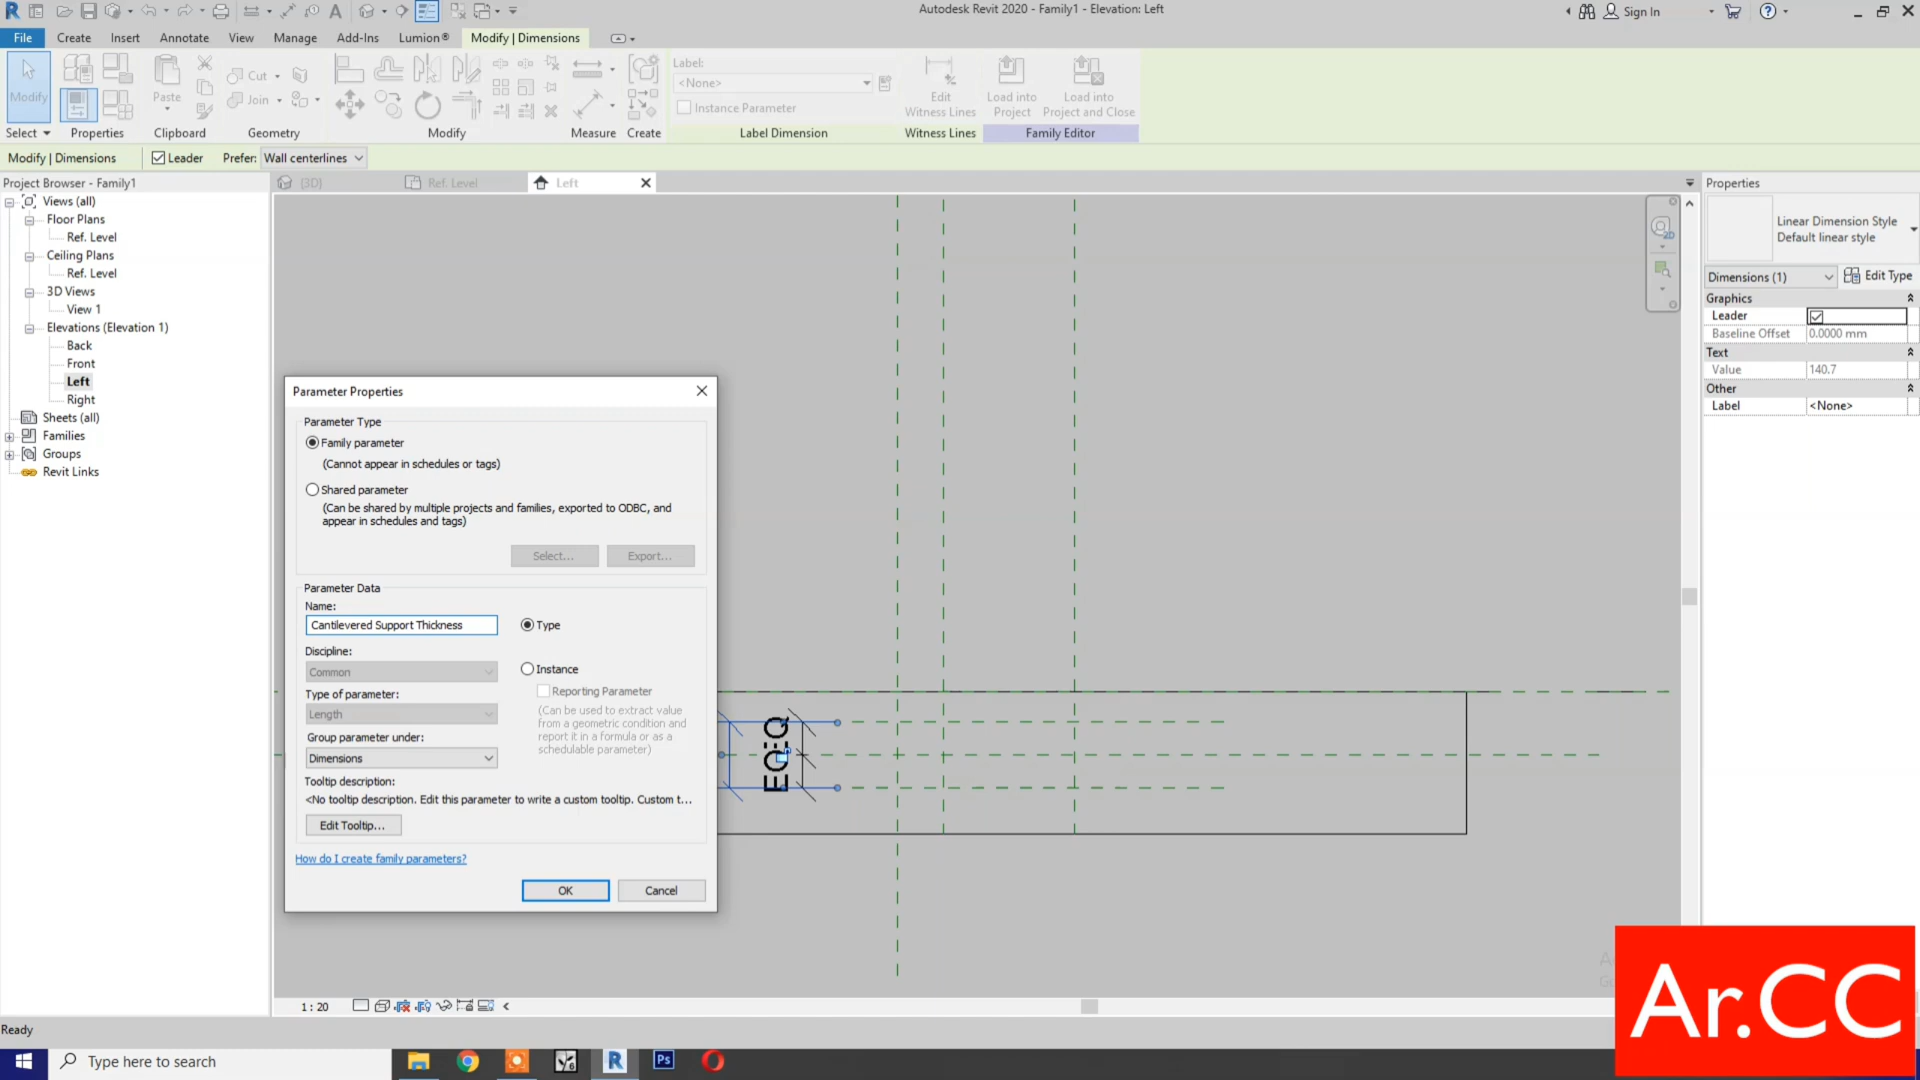 Autodesk Revit 2020 - Family1 - Elevation: Left
Sign In
File
Create
Insert
Annotate
View
Manage
Add-Ins
Lumion®
Modify | Dimensions
Modify
Cut
Join
Paste
Label:
<None>
Instance Parameter
Edit
Witness Lines
Load into
Project
Load into
Project and Close
Select
Properties
Clipboard
Geometry
Modify
Measure
Create
Label Dimension
Witness Lines
Family Editor
Modify | Dimensions
Leader
Prefer:
Wall centerlines
Project Browser - Family1
Views (all)
Floor Plans
Ref. Level
Ceiling Plans
Ref. Level
3D Views
View 1
Elevations (Elevation 1)
Back
Front
Left
Right
Sheets (all)
Families
Groups
Revit Links
(3D)
Ref. Level
Left
2D
Properties
Linear Dimension Style
Default linear style
Dimensions (1)
Edit Type
Graphics
Leader
Baseline Offset
0.0000 mm
Text
Value
140.7
Other
Label
<None>
Parameter Properties
Parameter Type
Family parameter
(Cannot appear in schedules or tags)
Shared parameter
(Can be shared by multiple projects and families, exported to ODBC, and
appear in schedules and tags)
Select...
Export...
Parameter Data
Name:
Cantilevered Support Thickness
Type
Discipline:
Common
Instance
Type of parameter:
Length
Reporting Parameter
(Can be used to extract value
from a geometric condition and
report it in a formula or as a
schedulable parameter)
Group parameter under:
Dimensions
Tooltip description:
<No tooltip description. Edit this parameter to write a custom tooltip. Custom t...
Edit Tooltip...
How do I create family parameters?
OK
Cancel
1 : 20
Ready
Type here to search
Ps
Ar.CC